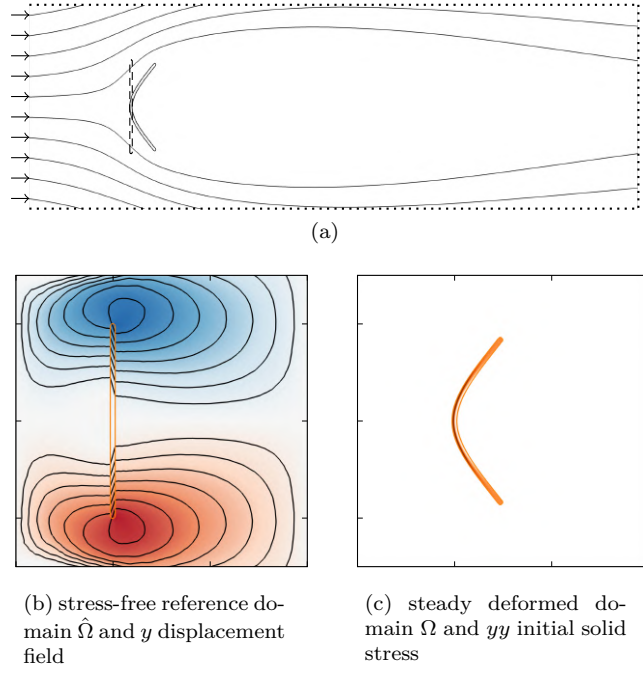 (a)
(b) stress-free reference do-
main Ω̂ and y displacement
field
(c) steady deformed do-
main Ω and yy initial solid
stress